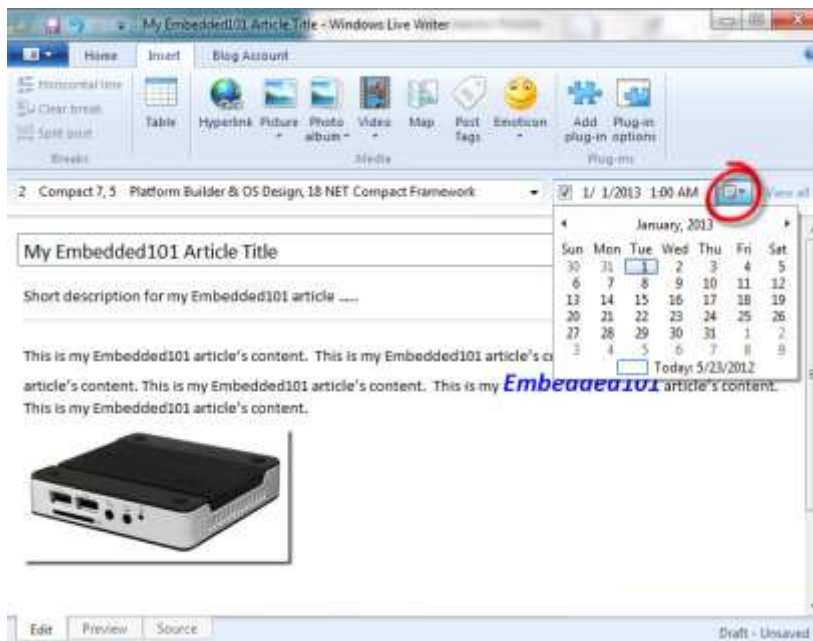 My Embedded101 Article Title - Windows Live Writer
Home Insert Blog Account
Horizontal line
Clear break
Split post
Table Hyperlink Picture Photo album Video Map Post Tags Emoticon Add plug-in Plug-in options
Breaks Media Plug-ins
2 Compact 7, 5 Platform Builder & OS Design, 18 NET Compact Framework 1/ 1/2013 1:00 AM View all
January, 2013
Sun Mon Tue Wed Thu Fri Sat
30 31 1 2 3 4 5
6 7 8 9 10 11 12
13 14 15 16 17 18 19
20 21 22 23 24 25 26
27 28 29 30 31 1 2
3 4 5 6 7 8 9
Today: 5/23/2012
My Embedded101 Article Title
Short description for my Embedded101 article .....
This is my Embedded101 article's content. This is my Embedded101 article's
article's content. This is my Embedded101 article's content. This is my Embedded101 article's content.
This is my Embedded101 article's content.
Edit Preview Source
Draft - Unsaved